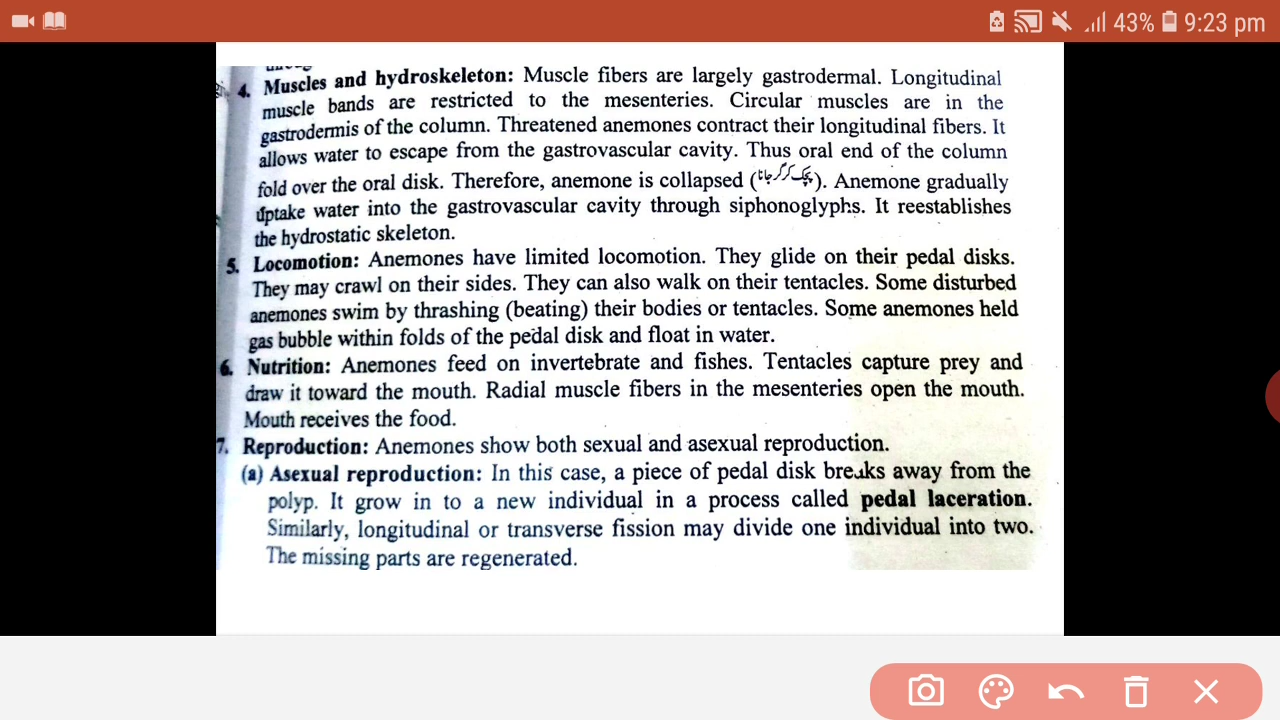 43% 9:23 pm
4. Muscles and hydroskeleton: Muscle fibers are largely gastrodermal. Longitudinal
muscle bands are restricted to the mesenteries. Circular muscles are in the
gastrodermis of the column. Threatened anemones contract their longitudinal fibers. It
allows water to escape from the gastrovascular cavity. Thus oral end of the column
fold over the oral disk. Therefore, anemone is collapsed (پچک کر گر جانا). Anemone gradually
uptake water into the gastrovascular cavity through siphonoglyphs. It reestablishes
the hydrostatic skeleton.
5. Locomotion: Anemones have limited locomotion. They glide on their pedal disks.
They may crawl on their sides. They can also walk on their tentacles. Some disturbed
anemones swim by thrashing (beating) their bodies or tentacles. Some anemones held
gas bubble within folds of the pedal disk and float in water.
6. Nutrition: Anemones feed on invertebrate and fishes. Tentacles capture prey and
draw it toward the mouth. Radial muscle fibers in the mesenteries open the mouth.
Mouth receives the food.
7. Reproduction: Anemones show both sexual and asexual reproduction.
(a) Asexual reproduction: In this case, a piece of pedal disk breaks away from the
polyp. It grow in to a new individual in a process called pedal laceration.
Similarly, longitudinal or transverse fission may divide one individual into two.
The missing parts are regenerated.